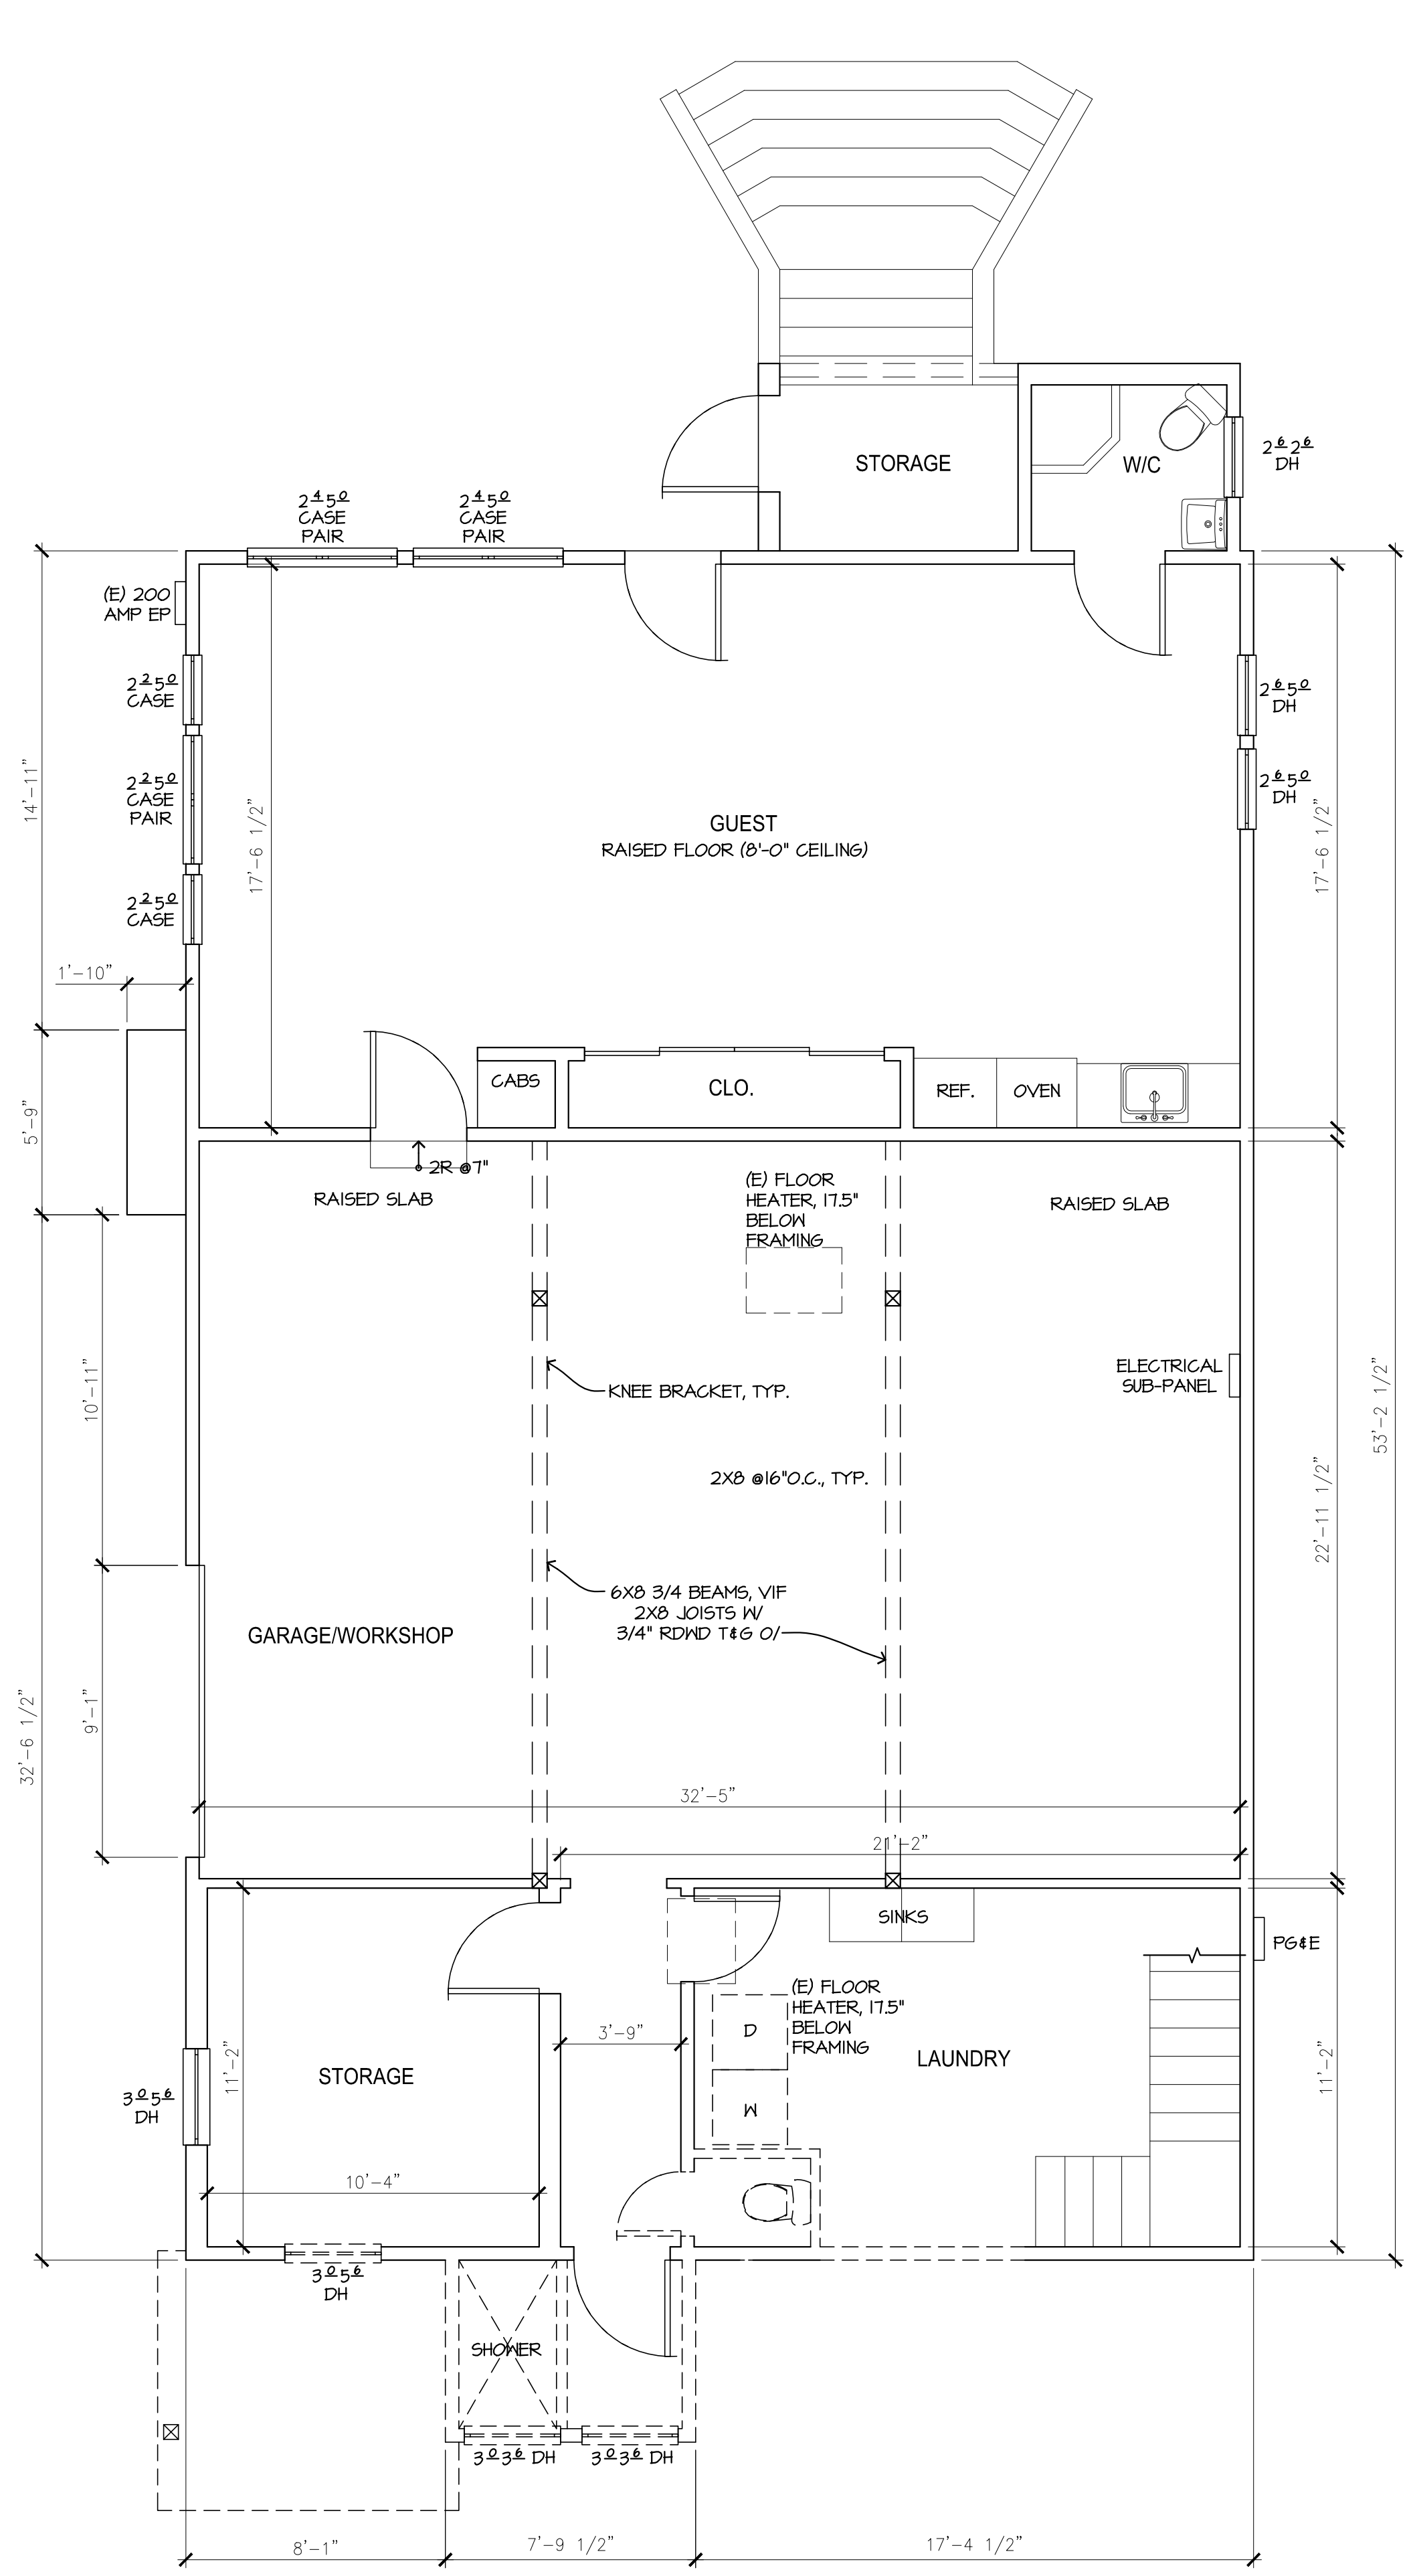 STORAGE
W/C
2 6 2 6
DH
2 4 5 0
CASE
PAIR
2 4 5 0
CASE
PAIR
(E) 200
AMP EP
2 2 5 0
CASE
2 6 5 0
DH
14'-11"
2 2 5 0
CASE
PAIR
2 6 5 0
DH
17'-6 1/2"
17'-6 1/2"
GUEST
RAISED FLOOR (8'-0" CEILING)
2 2 5 0
CASE
1'-10"
5'-9"
CABS
CLO.
REF.
OVEN
2R @7"
RAISED SLAB
(E) FLOOR
HEATER, 17.5"
BELOW
FRAMING
RAISED SLAB
10'-11"
KNEE BRACKET, TYP.
ELECTRICAL
SUB-PANEL
53'-2 1/2"
2X8 @16"O.C., TYP.
22'-11 1/2"
6X8 3/4 BEAMS, VIF
2X8 JOISTS W/
3/4" RDWD T&G O/
GARAGE/WORKSHOP
9'-1"
32'-6 1/2"
32'-5"
21'-2"
SINKS
PG&E
(E) FLOOR
HEATER, 17.5"
BELOW
FRAMING
D
3'-9"
LAUNDRY
STORAGE
11'-2"
11'-2"
3 0 5 6
DH
W
10'-4"
3 0 5 6
DH
SHOWER
3 0 3 6 DH
3 0 3 6 DH
8'-1"
7'-9 1/2"
17'-4 1/2"